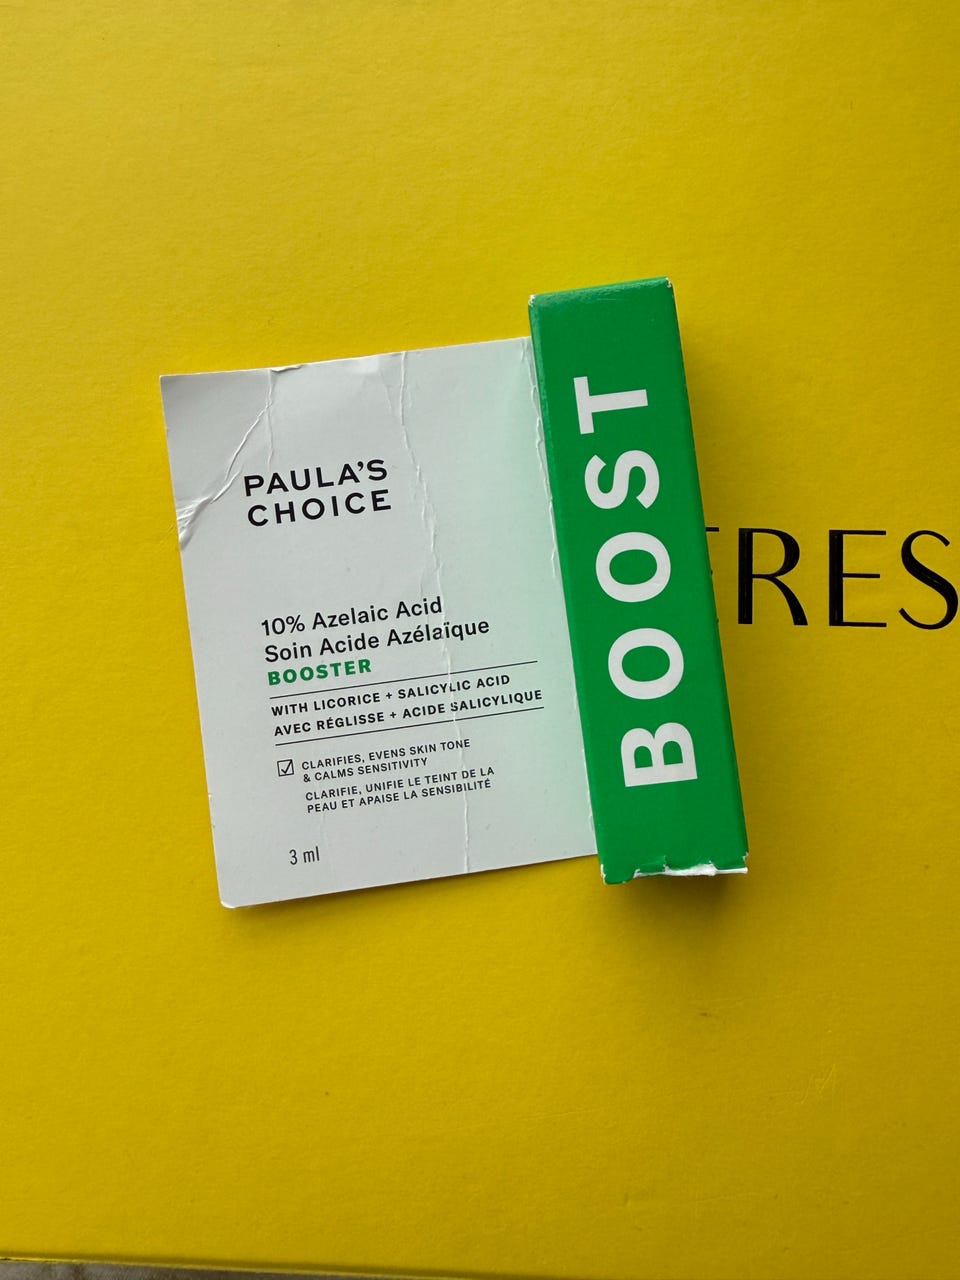 PAULA'S
CHOICE
10% Azelaic Acid
Soin Acide Azélaïque
BOOSTER
WITH LICORICE + SALICYLIC ACID
AVEC RÉGLISSE + ACIDE SALICYLIQUE
CLARIFIES, EVENS SKIN TONE
& CALMS SENSITIVITY
CLARIFIE, UNIFIE LE TEINT DE LA
PEAU ET APAISE LA SENSIBILITÉ
3 ml
BOOST